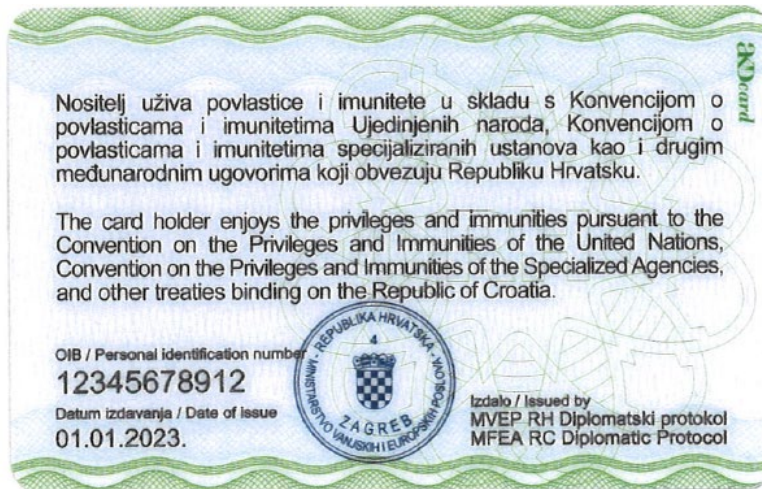 AKDcard
Nositelj uživa povlastice i imunitete u skladu s Konvencijom o
povlasticama i imunitetima Ujedinjenih naroda, Konvencijom o
povlasticama i imunitetima specijaliziranih ustanova kao i drugim
međunarodnim ugovorima koji obvezuju Republiku Hrvatsku.
The card holder enjoys the privileges and immunities pursuant to the
Convention on the Privileges and Immunities of the United Nations,
Convention on the Privileges and Immunities of the Specialized Agencies,
and other treaties binding on the Republic of Croatia.
OIB / Personal identification number
12345678912
Datum izdavanja / Date of issue
01.01.2023.
REPUBLIKA HRVATSKA
4
MINISTARSTVO VANJSKIH I EUROPSKIH POSLOVA
ZAGREB
Izdalo / Issued by
MVEP RH Diplomatski protokol
MFEA RC Diplomatic Protocol